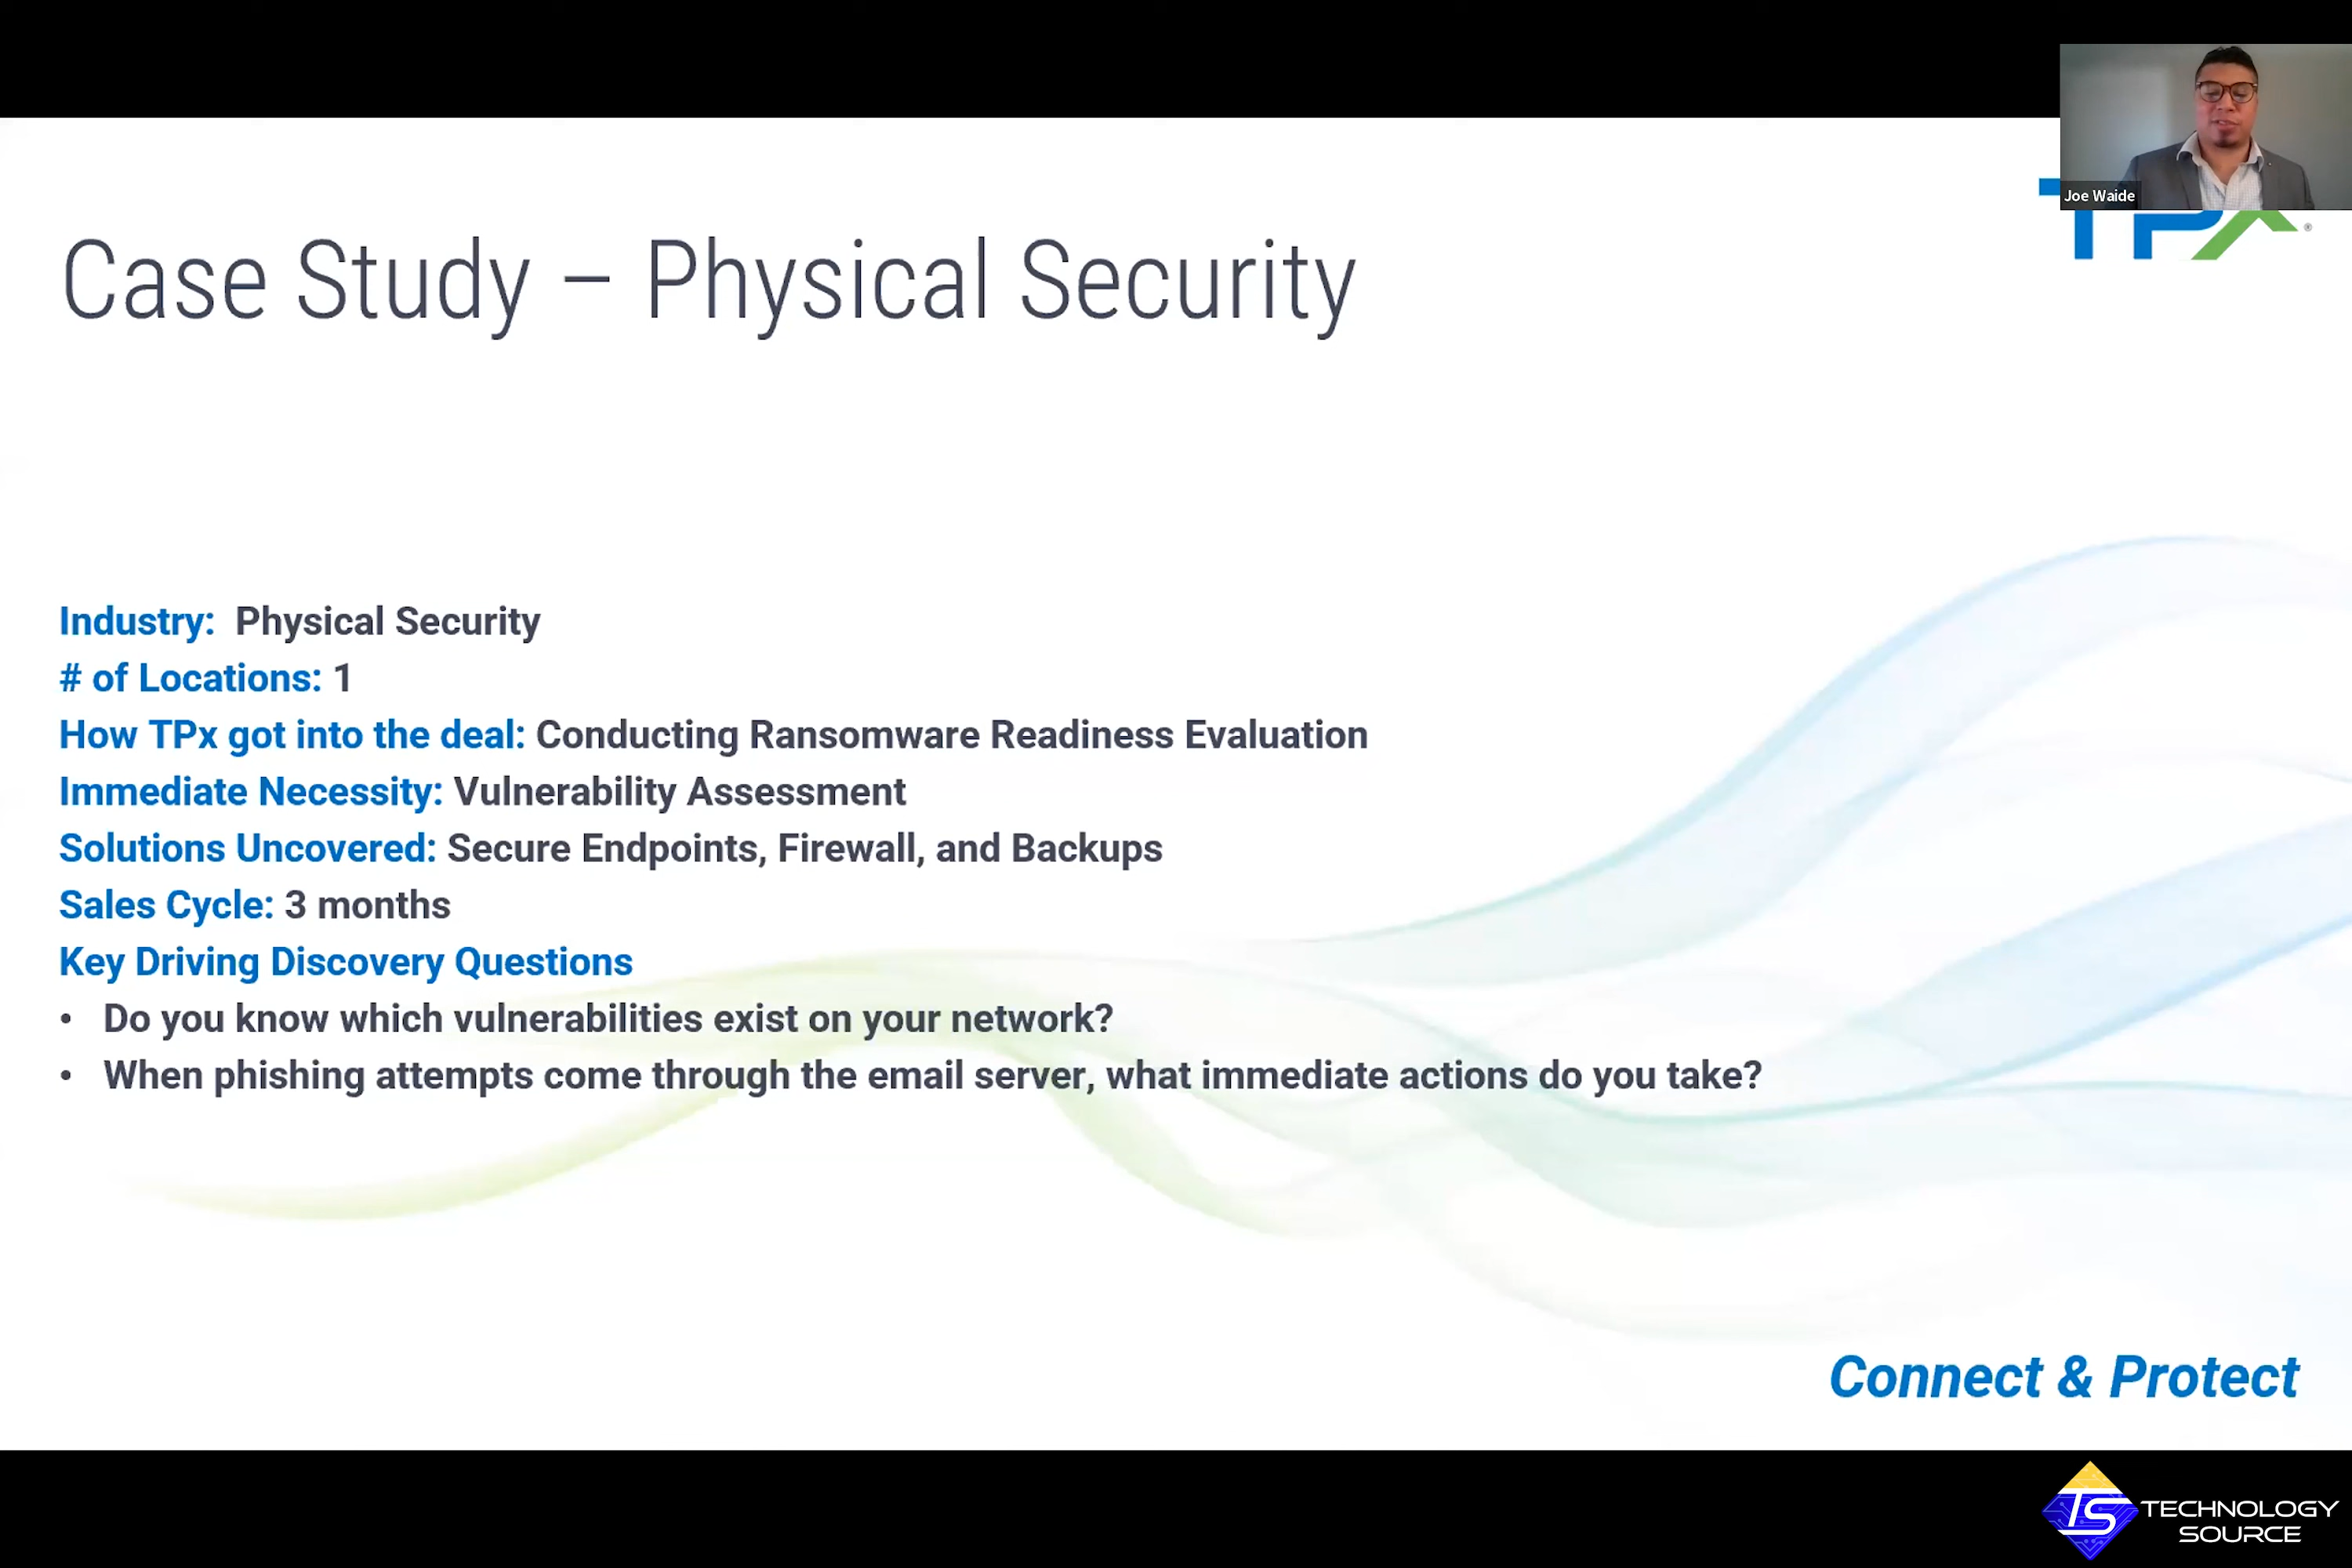 Joe Waide
TPx
Case Study – Physical Security
Industry: Physical Security
# of Locations: 1
How TPx got into the deal: Conducting Ransomware Readiness Evaluation
Immediate Necessity: Vulnerability Assessment
Solutions Uncovered: Secure Endpoints, Firewall, and Backups
Sales Cycle: 3 months
Key Driving Discovery Questions
• Do you know which vulnerabilities exist on your network?
• When phishing attempts come through the email server, what immediate actions do you take?
Connect & Protect
TS TECHNOLOGY
SOURCE